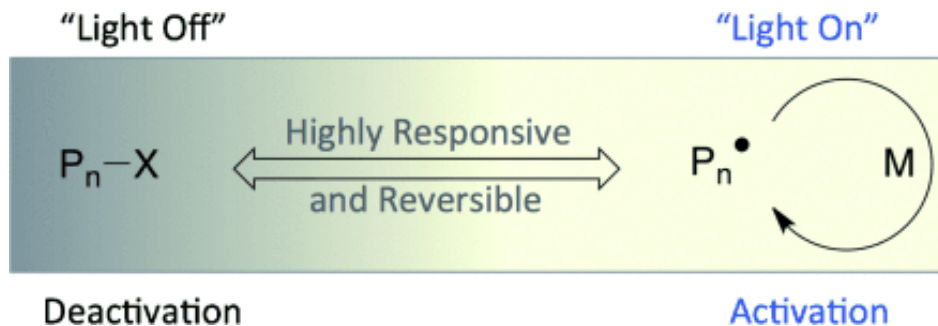 "Light Off" "Light On"
Highly Responsive
Pₙ–X Pₙ• M
and Reversible
Deactivation Activation